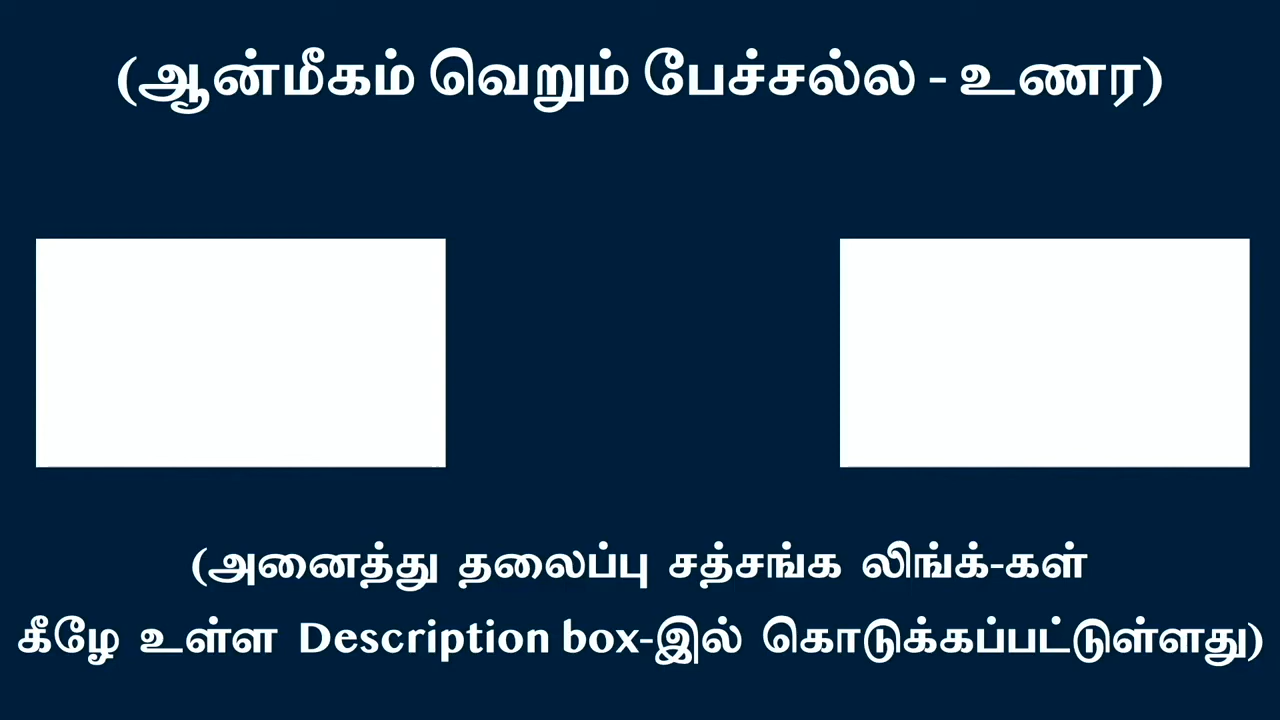 (ஆன்மீகம் வெறும் பேச்சல்ல - உணர)
(அனைத்து தலைப்பு சத்சங்க லிங்க்-கள்
கீழே உள்ள Description box-இல் கொடுக்கப்பட்டுள்ளது)